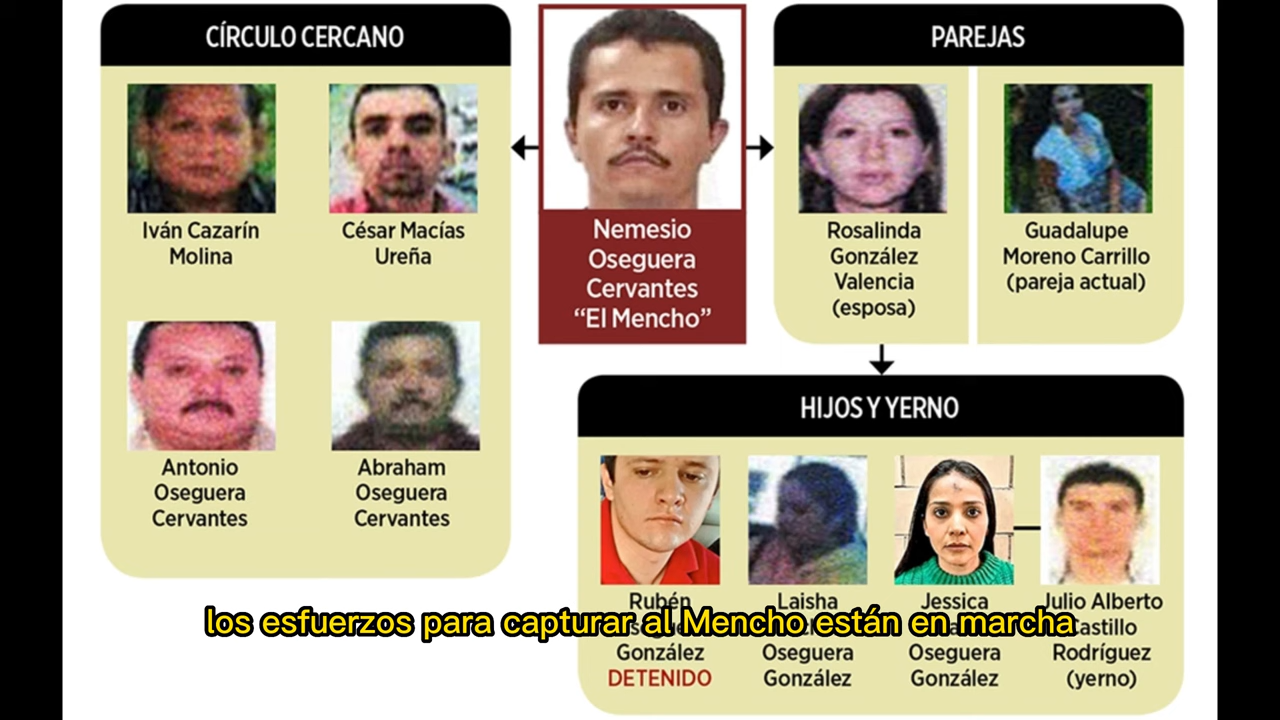 CÍRCULO CERCANO
Iván Cazarín
Molina
César Macías
Ureña
Antonio
Oseguera
Cervantes
Abraham
Oseguera
Cervantes
Nemesio
Oseguera
Cervantes
“El Mencho”
PAREJAS
Rosalinda
González
Valencia
(esposa)
Guadalupe
Moreno Carrillo
(pareja actual)
HIJOS Y YERNO
Rubén
González
DETENIDO
Laisha
Oseguera
González
Jessica
Oseguera
González
Julio Alberto
Castillo
Rodríguez
(yerno)
los esfuerzos para capturar al Mencho están en marcha